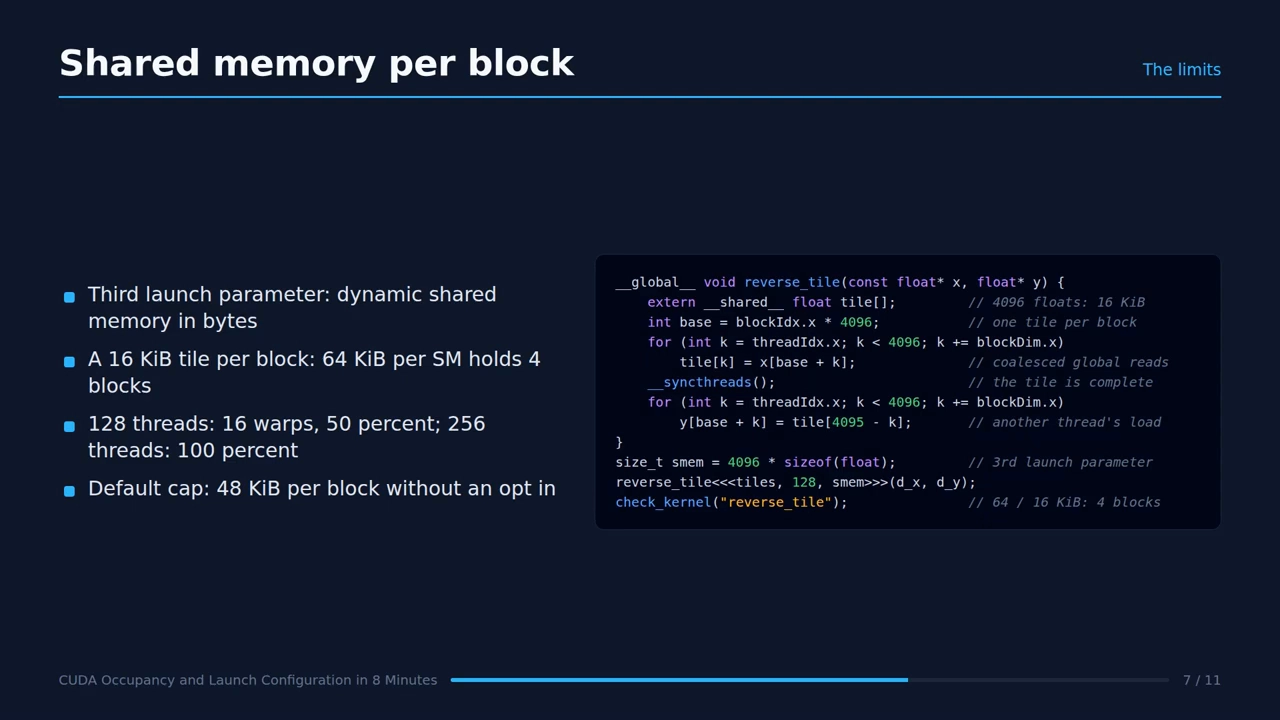 Shared memory per block
The limits
Third launch parameter: dynamic shared
memory in bytes
A 16 KiB tile per block: 64 KiB per SM holds 4
blocks
128 threads: 16 warps, 50 percent; 256
threads: 100 percent
Default cap: 48 KiB per block without an opt in
__global__ void reverse_tile(const float* x, float* y) {
    extern __shared__ float tile[];         // 4096 floats: 16 KiB
    int base = blockIdx.x * 4096;           // one tile per block
    for (int k = threadIdx.x; k < 4096; k += blockDim.x)
        tile[k] = x[base + k];              // coalesced global reads
    __syncthreads();                        // the tile is complete
    for (int k = threadIdx.x; k < 4096; k += blockDim.x)
        y[base + k] = tile[4095 - k];       // another thread's load
}
size_t smem = 4096 * sizeof(float);         // 3rd launch parameter
reverse_tile<<<tiles, 128, smem>>>(d_x, d_y);
check_kernel("reverse_tile");               // 64 / 16 KiB: 4 blocks
CUDA Occupancy and Launch Configuration in 8 Minutes
7 / 11